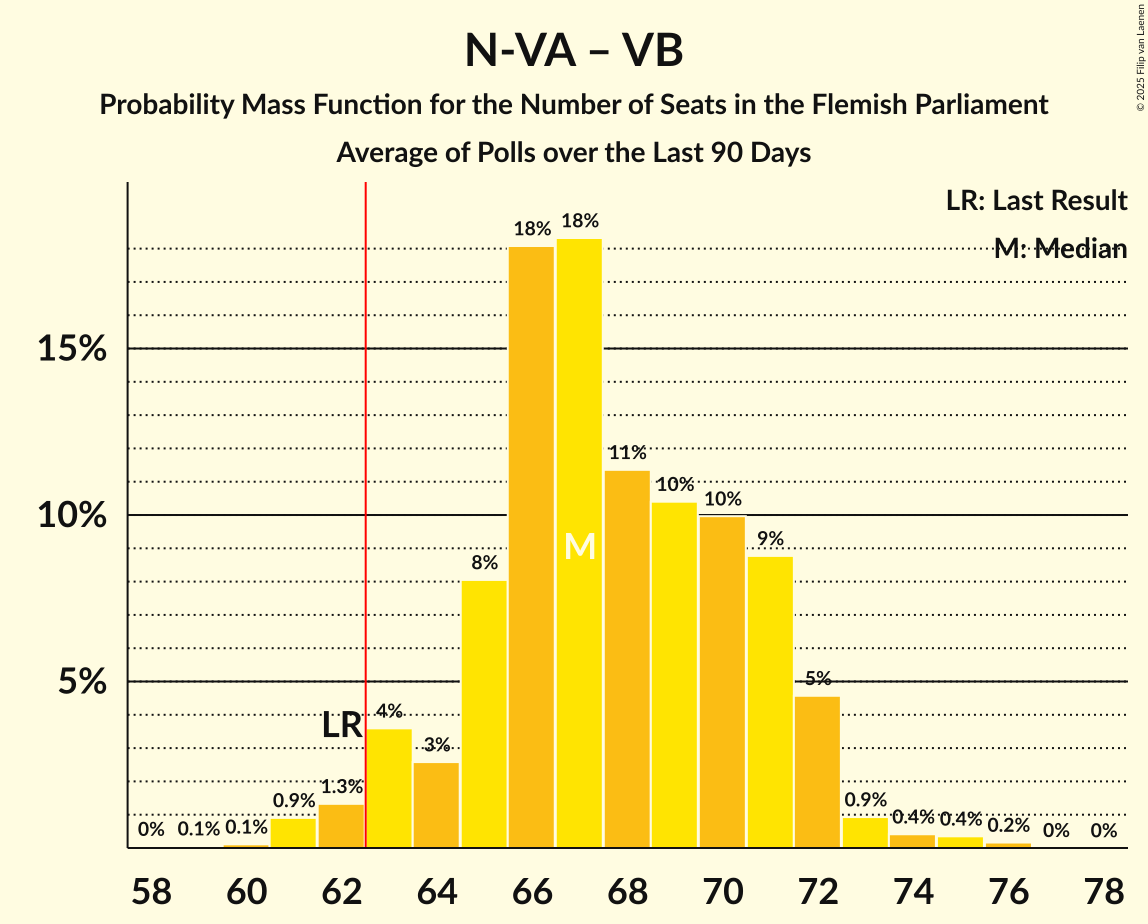 N-VA – VB
Probability Mass Function for the Number of Seats in the Flemish Parliament
Average of Polls over the Last 90 Days
© 2025 Filip van Laenen
LR: Last Result
M: Median
15%
10%
5%
LR
M
0%
0.1%
0.1%
0.9%
1.3%
4%
3%
8%
18%
18%
11%
10%
10%
9%
5%
0.9%
0.4%
0.4%
0.2%
0%
0%
58 60 62 64 66 68 70 72 74 76 78